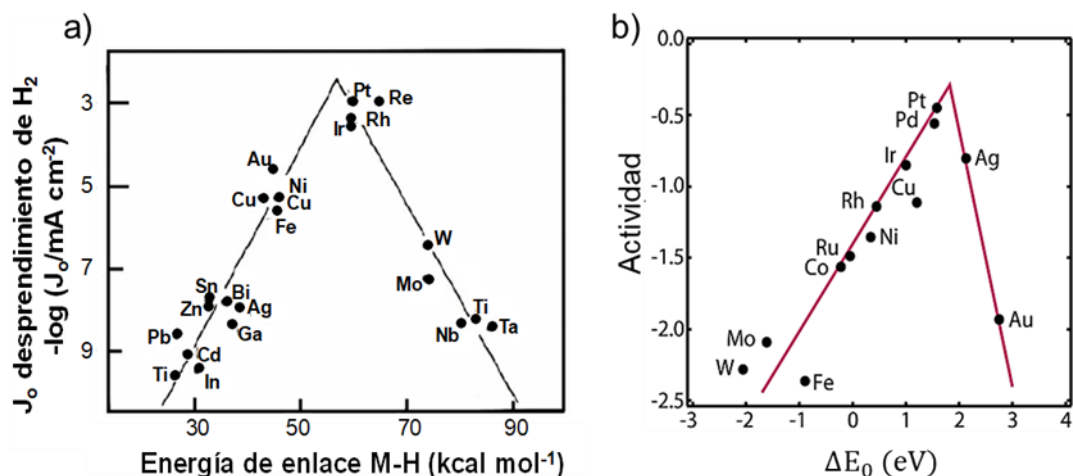 a)
J₀ desprendimiento de H₂
-log (J₀/mA cm⁻²)
3
5
7
9
Pt
Re
Rh
Ir
Au
Ni
Cu
Cu
Fe
W
Mo
Sn
Bi
Zn
Ag
Ti
Pb
Ga
Nb
Ta
Cd
Ti
In
30
50
70
90
Energía de enlace M-H (kcal mol⁻¹)
b)
Actividad
0.0
-0.5
-1.0
-1.5
-2.0
-2.5
Pt
Pd
Ir
Ag
Cu
Rh
Ni
Ru
Co
Au
Mo
W
Fe
-3
-2
-1
0
1
2
3
4
ΔE₀ (eV)